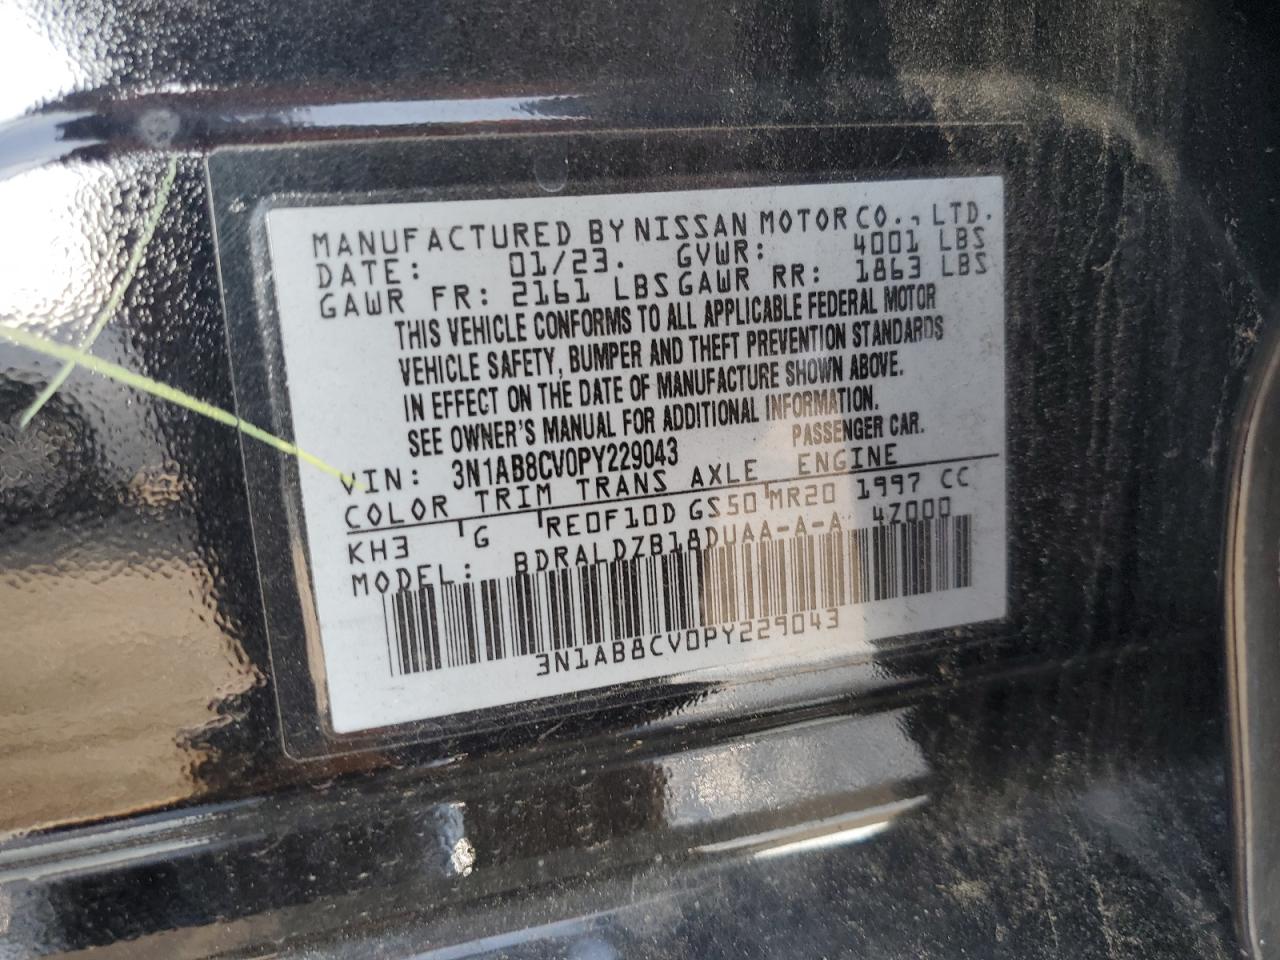 MANUFACTURED BY NISSAN MOTOR CO., LTD.
DATE: 01/23. GVWR: 4001 LBS
GAWR FR: 2161 LBS GAWR RR: 1863 LBS
THIS VEHICLE CONFORMS TO ALL APPLICABLE FEDERAL MOTOR
VEHICLE SAFETY, BUMPER AND THEFT PREVENTION STANDARDS
IN EFFECT ON THE DATE OF MANUFACTURE SHOWN ABOVE.
SEE OWNER'S MANUAL FOR ADDITIONAL INFORMATION.
VIN: 3N1AB8CV0PY229043 PASSENGER CAR.
COLOR TRIM TRANS AXLE ENGINE
KH3 G RE0F10D GS50 MR20 1997 CC
MODEL: BDRALDZB18DUAA-A-A 4Z000
3N1AB8CV0PY229043